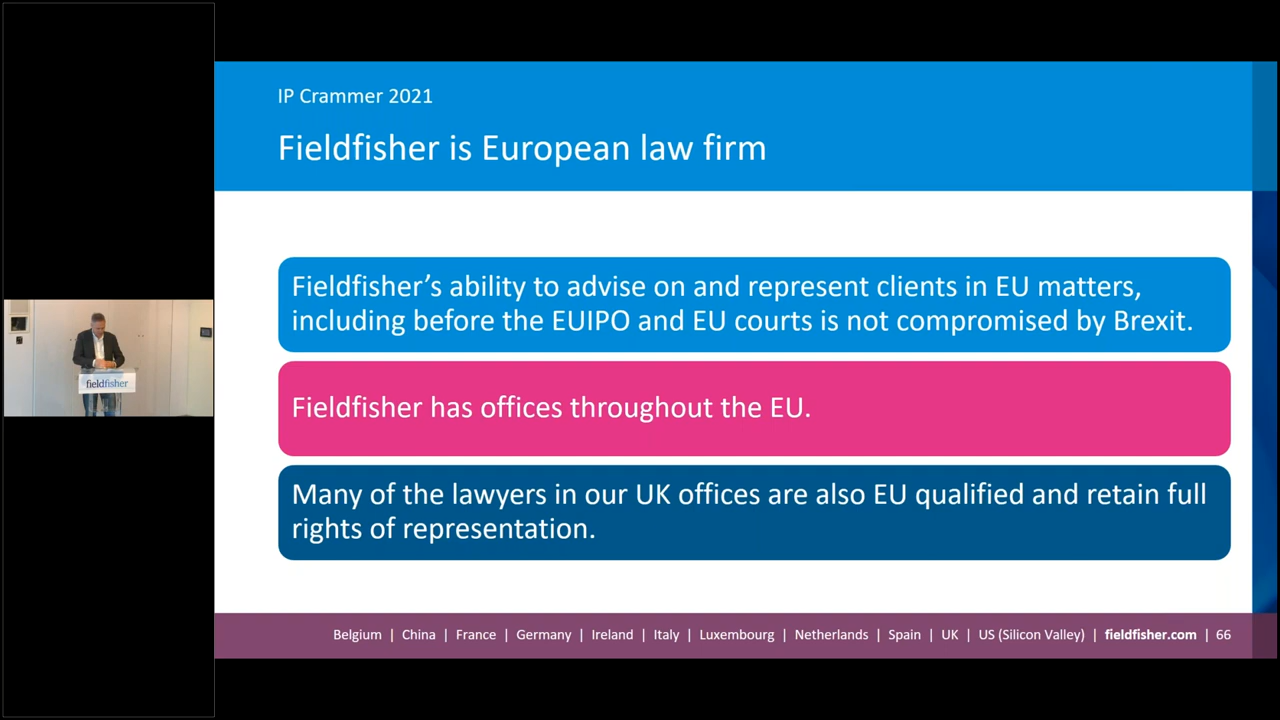 IP Crammer 2021
Fieldfisher is European law firm
Fieldfisher’s ability to advise on and represent clients in EU matters,
including before the EUIPO and EU courts is not compromised by Brexit.
Fieldfisher has offices throughout the EU.
Many of the lawyers in our UK offices are also EU qualified and retain full
rights of representation.
fieldfisher
Belgium | China | France | Germany | Ireland | Italy | Luxembourg | Netherlands | Spain | UK | US (Silicon Valley) | fieldfisher.com | 66